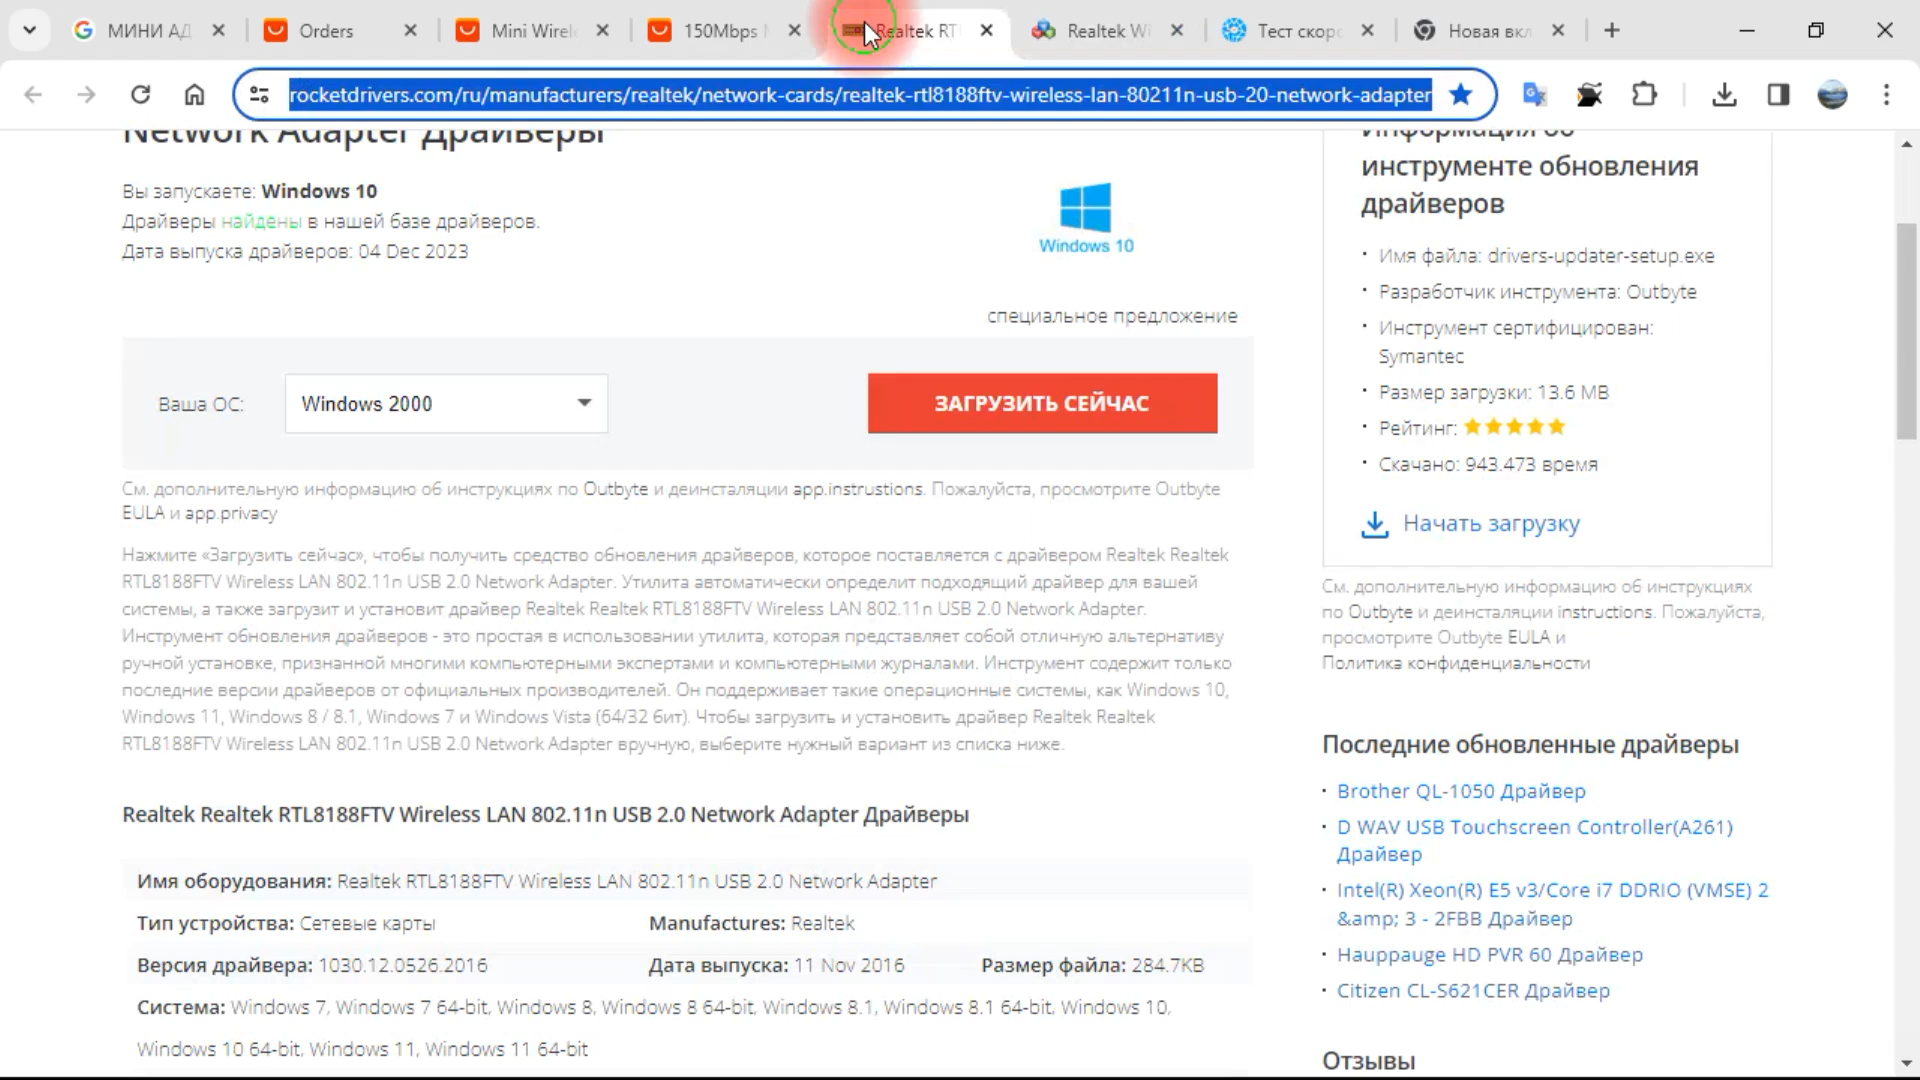 МИНИ АД
Orders
Mini Wirel
150Mbps
Realtek RT
Realtek Wi
Тест скоро
Новая вкл
rocketdrivers.com/ru/manufacturers/realtek/network-cards/realtek-rtl8188ftv-wireless-lan-80211n-usb-20-network-adapter
Network Adapter Драйверы
Вы запускаете: Windows 10
Драйверы найдены в нашей базе драйверов.
Дата выпуска драйверов: 04 Dec 2023
Windows 10
специальное предложение
Ваша ОС:
Windows 2000
ЗАГРУЗИТЬ СЕЙЧАС
См. дополнительную информацию об инструкциях по Outbyte и деинсталяции app.instrustions. Пожалуйста, просмотрите Outbyte
EULA и app.privacy
Нажмите «Загрузить сейчас», чтобы получить средство обновления драйверов, которое поставляется с драйвером Realtek Realtek
RTL8188FTV Wireless LAN 802.11n USB 2.0 Network Adapter. Утилита автоматически определит подходящий драйвер для вашей
системы, а также загрузит и установит драйвер Realtek Realtek RTL8188FTV Wireless LAN 802.11n USB 2.0 Network Adapter.
Инструмент обновления драйверов - это простая в использовании утилита, которая представляет собой отличную альтернативу
ручной установке, признанной многими компьютерными экспертами и компьютерными журналами. Инструмент содержит только
последние версии драйверов от официальных производителей. Он поддерживает такие операционные системы, как Windows 10,
Windows 11, Windows 8 / 8.1, Windows 7 и Windows Vista (64/32 бит). Чтобы загрузить и установить драйвер Realtek Realtek
RTL8188FTV Wireless LAN 802.11n USB 2.0 Network Adapter вручную, выберите нужный вариант из списка ниже.
Realtek Realtek RTL8188FTV Wireless LAN 802.11n USB 2.0 Network Adapter Драйверы
Имя оборудования: Realtek RTL8188FTV Wireless LAN 802.11n USB 2.0 Network Adapter
Тип устройства: Сетевые карты
Manufactures: Realtek
Версия драйвера: 1030.12.0526.2016
Дата выпуска: 11 Nov 2016
Размер файла: 284.7KB
Система: Windows 7, Windows 7 64-bit, Windows 8, Windows 8 64-bit, Windows 8.1, Windows 8.1 64-bit, Windows 10,
Windows 10 64-bit, Windows 11, Windows 11 64-bit
Информация об
инструменте обновления
драйверов
Имя файла: drivers-updater-setup.exe
Разработчик инструмента: Outbyte
Инструмент сертифицирован:
Symantec
Размер загрузки: 13.6 MB
Рейтинг:
Скачано: 943.473 время
Начать загрузку
См. дополнительную информацию об инструкциях
по Outbyte и деинсталяции instructions. Пожалуйста,
просмотрите Outbyte EULA и
Политика конфиденциальности
Последние обновленные драйверы
Brother QL-1050 Драйвер
D WAV USB Touchscreen Controller(A261)
Драйвер
Intel(R) Xeon(R) E5 v3/Core i7 DDRIO (VMSE) 2
&amp; 3 - 2FBB Драйвер
Hauppauge HD PVR 60 Драйвер
Citizen CL-S621CER Драйвер
Отзывы